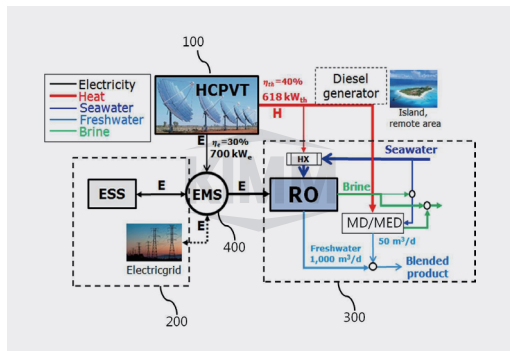 100
Electricity
Heat
Seawater
Freshwater
Brine
HCPVT
ηth=40%
618 kWth
H
Diesel
generator
Island,
remote area
E
ηe=30%
700 kWe
Seawater
HX
ESS
E
EMS
E
RO
Brine
MD/MED
E
400
Electricgrid
Freshwater
1,000 m³/d
50 m³/d
Blended
product
200
300
KIMM